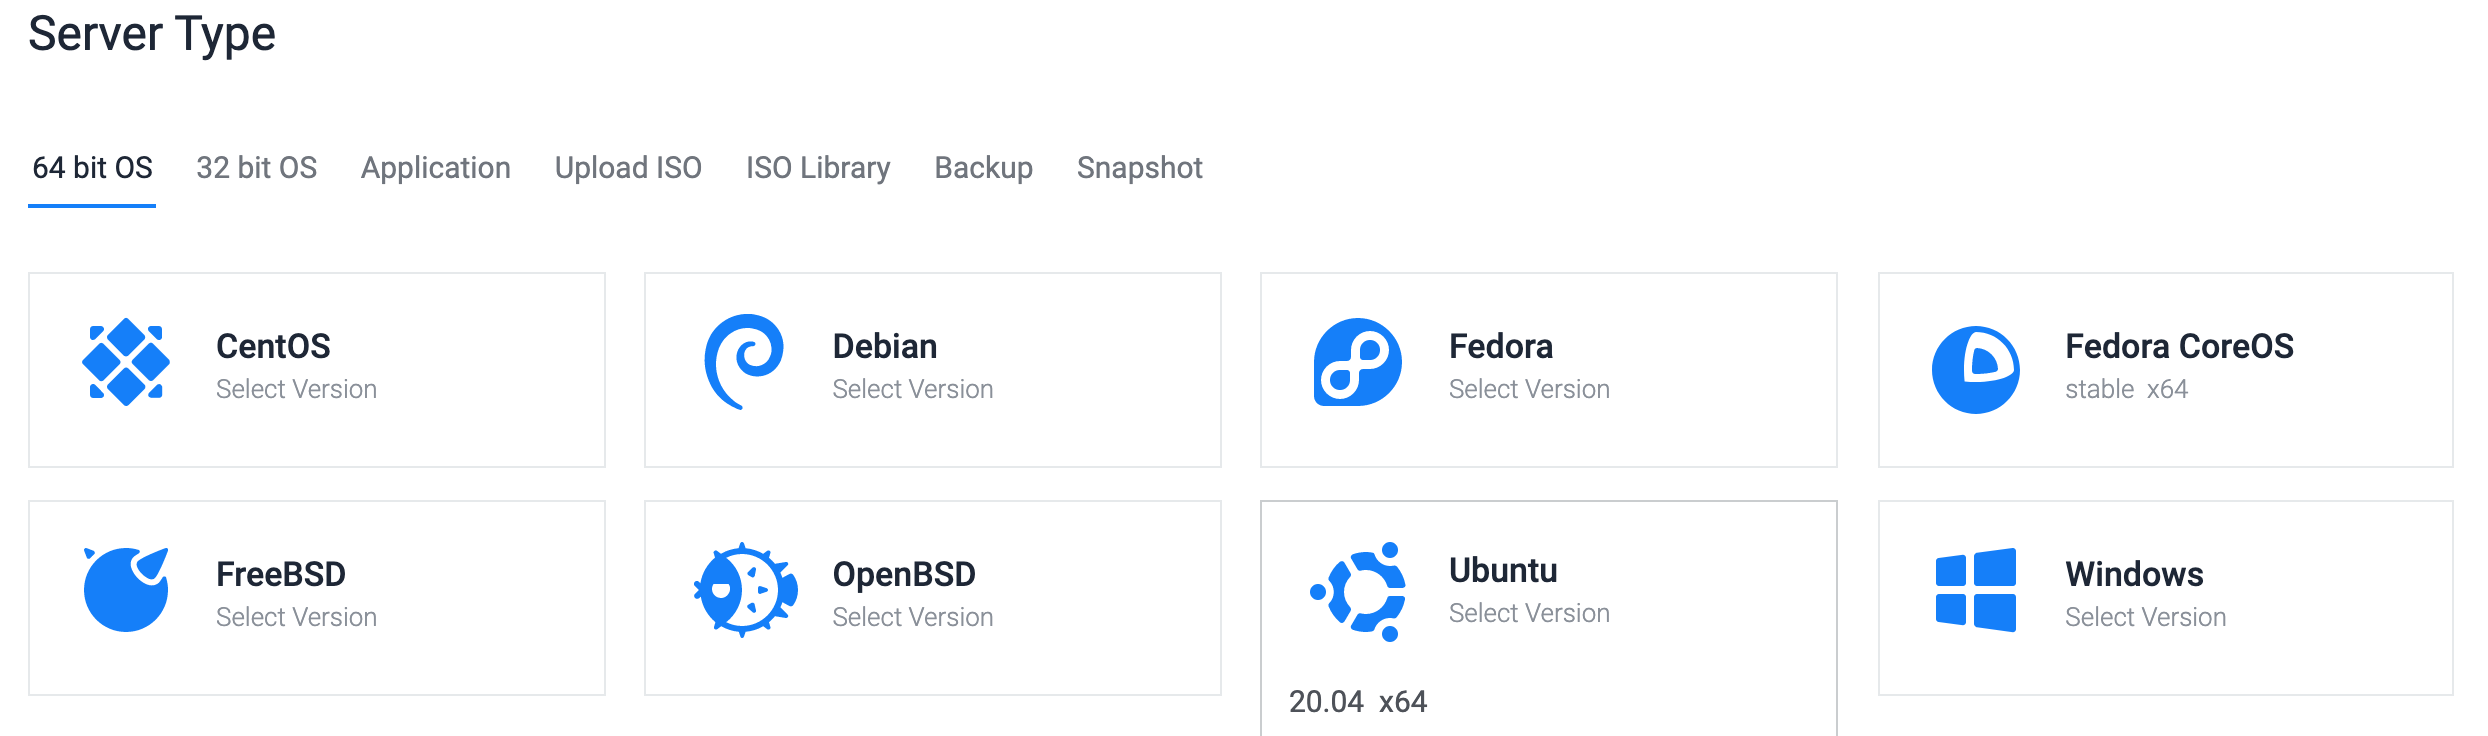 Server Type
64 bit OS 32 bit OS Application Upload ISO ISO Library Backup Snapshot
CentOS
Select Version
Debian
Select Version
Fedora
Select Version
Fedora CoreOS
stable x64
FreeBSD
Select Version
OpenBSD
Select Version
Ubuntu
Select Version
20.04 x64
Windows
Select Version